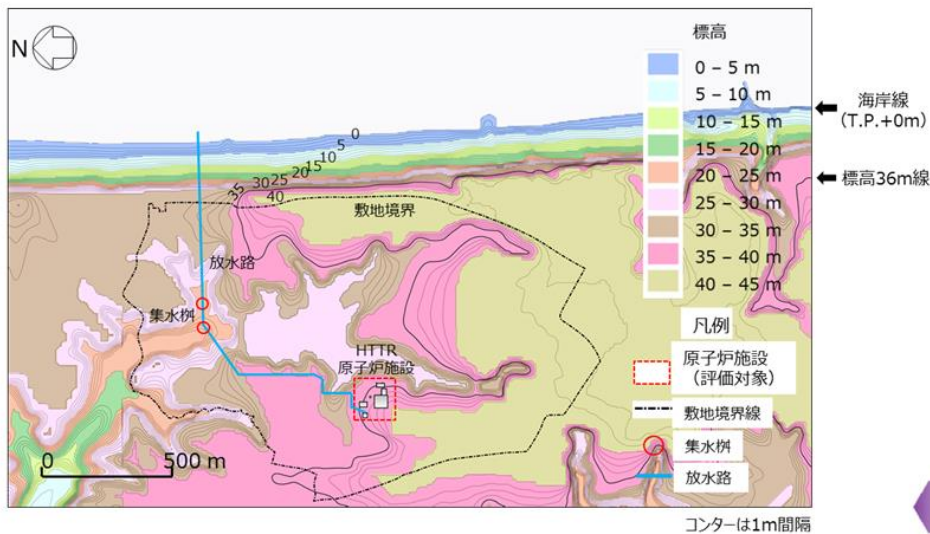 N
標高
0 – 5 m
5 – 10 m
10 – 15 m
15 – 20 m
20 – 25 m
25 – 30 m
30 – 35 m
35 – 40 m
40 – 45 m
海岸線
(T.P.+0m)
標高36m線
0
5
10
15
20
25
30
35
40
敷地境界
放水路
集水桝
HTTR
原子炉施設
凡例
原子炉施設
(評価対象)
敷地境界線
集水桝
放水路
0
500 m
コンターは1m間隔